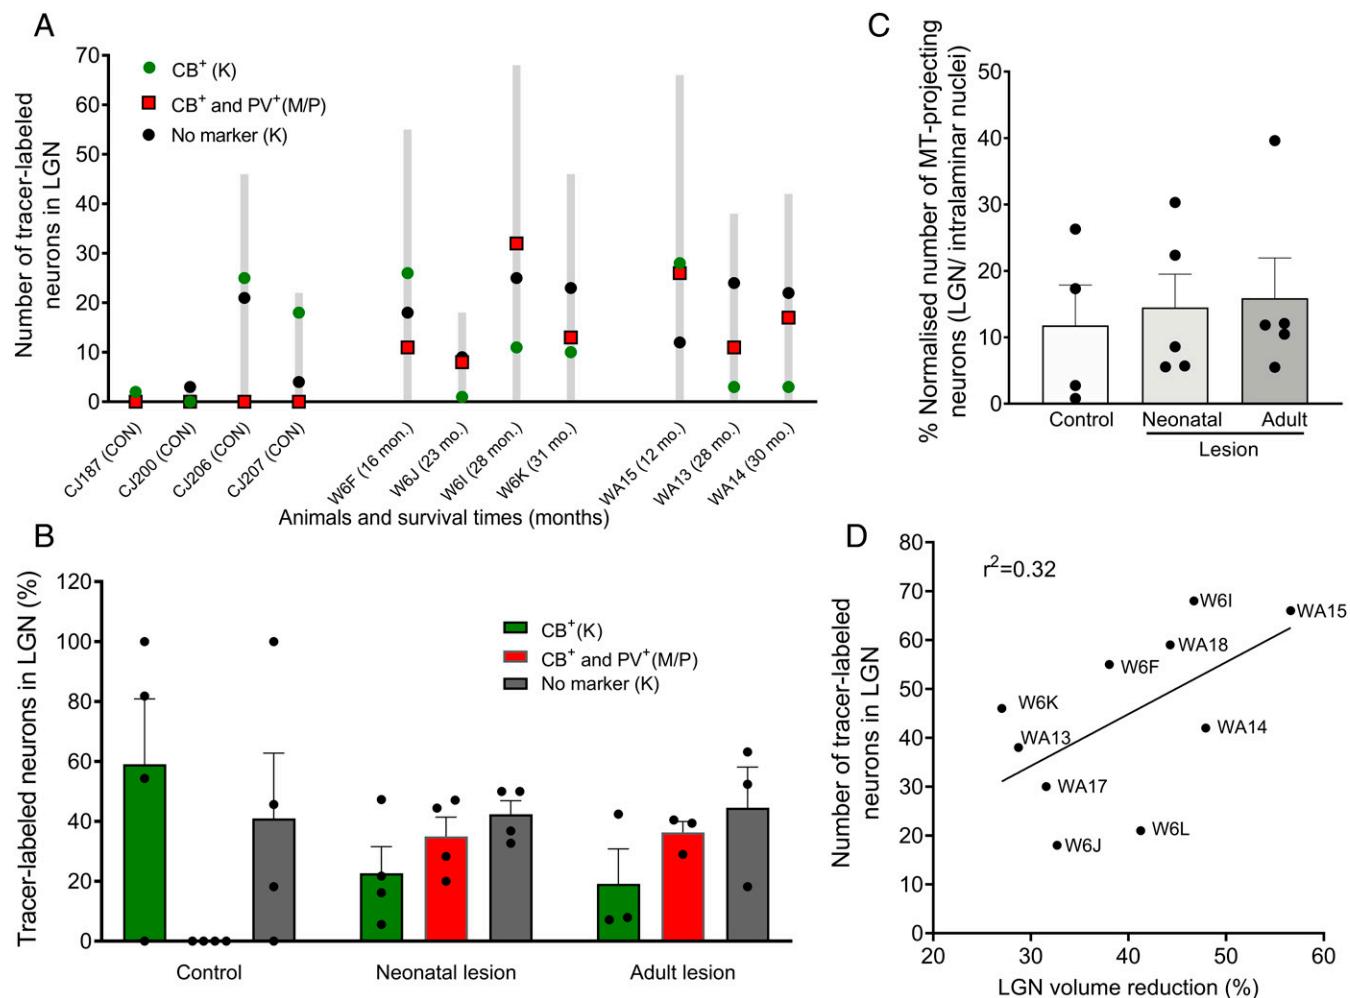 A
Number of tracer-labeled
neurons in LGN
70
60
50
40
30
20
10
0
CB+ (K)
CB+ and PV+(M/P)
No marker (K)
CJ187 (CON)
CJ200 (CON)
CJ206 (CON)
CJ207 (CON)
W6F (16 mon.)
W6J (23 mo.)
W6I (28 mon.)
W6K (31 mo.)
WA15 (12 mo.)
WA13 (28 mo.)
WA14 (30 mo.)
Animals and survival times (months)
C
% Normalised number of MT-projecting
neurons (LGN/ intralaminar nuclei)
50
40
30
20
10
0
Control
Neonatal
Adult
Lesion
B
Tracer-labeled neurons in LGN (%)
120
100
80
60
40
20
0
CB+(K)
CB+ and PV+(M/P)
No marker (K)
Control
Neonatal lesion
Adult lesion
D
Number of tracer-labeled
neurons in LGN
80
70
60
50
40
30
20
10
0
r2=0.32
W6I
WA15
WA18
W6F
W6K
WA14
WA13
WA17
W6L
W6J
20
30
40
50
60
LGN volume reduction (%)